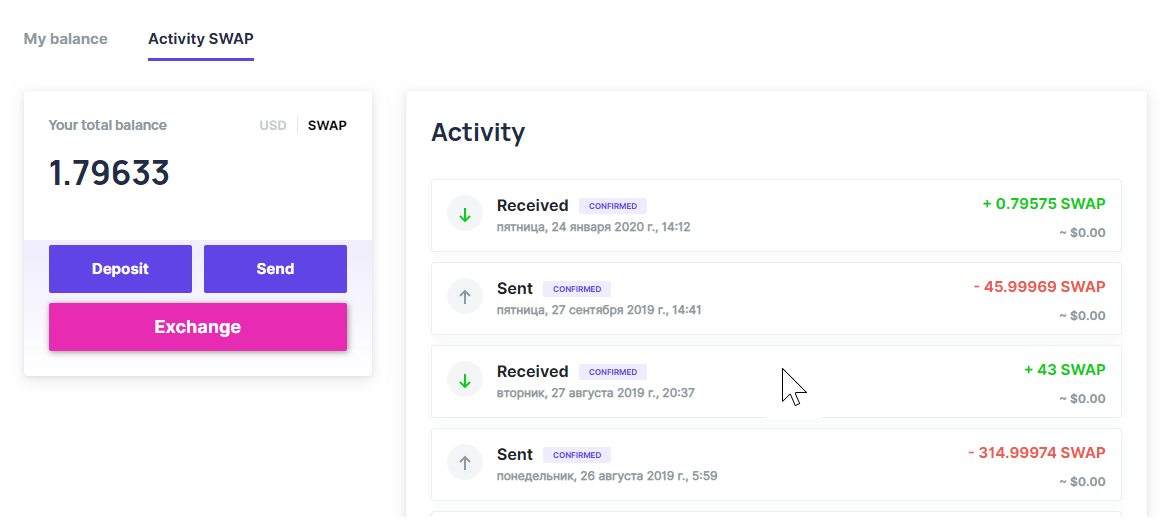 My balance
Activity SWAP
Your total balance
USD
SWAP
1.79633
Deposit
Send
Exchange
Activity
Received
CONFIRMED
+ 0.79575 SWAP
пятница, 24 января 2020 г., 14:12
~ $0.00
Sent
CONFIRMED
- 45.99969 SWAP
пятница, 27 сентября 2019 г., 14:41
~ $0.00
Received
CONFIRMED
+ 43 SWAP
вторник, 27 августа 2019 г., 20:37
~ $0.00
Sent
CONFIRMED
- 314.99974 SWAP
понедельник, 26 августа 2019 г., 5:59
~ $0.00